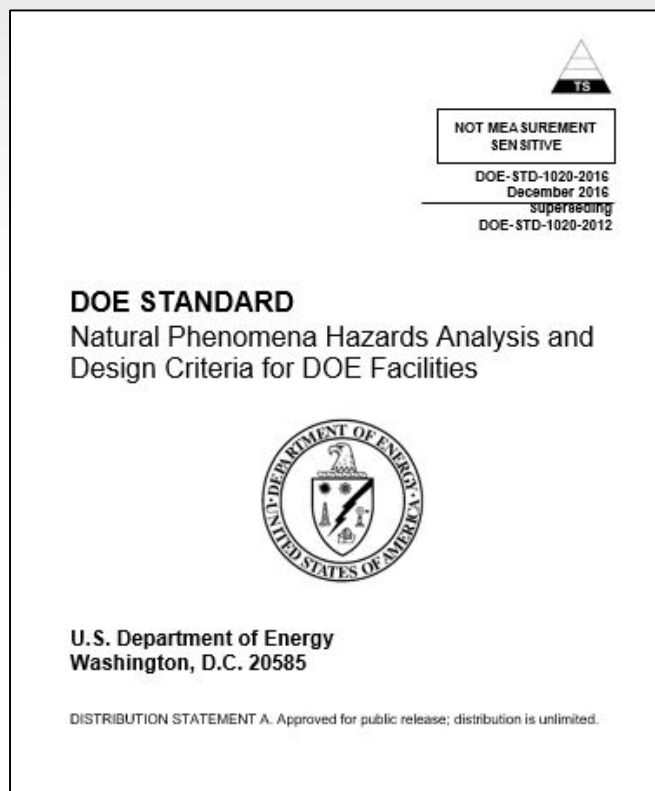 TS
NOT MEASUREMENT
SENSITIVE
DOE-STD-1020-2016
December 2016
Superseding
DOE-STD-1020-2012
DOE STANDARD
Natural Phenomena Hazards Analysis and
Design Criteria for DOE Facilities
DEPARTMENT OF ENERGY
UNITED STATES OF AMERICA
U.S. Department of Energy
Washington, D.C. 20585
DISTRIBUTION STATEMENT A. Approved for public release; distribution is unlimited.